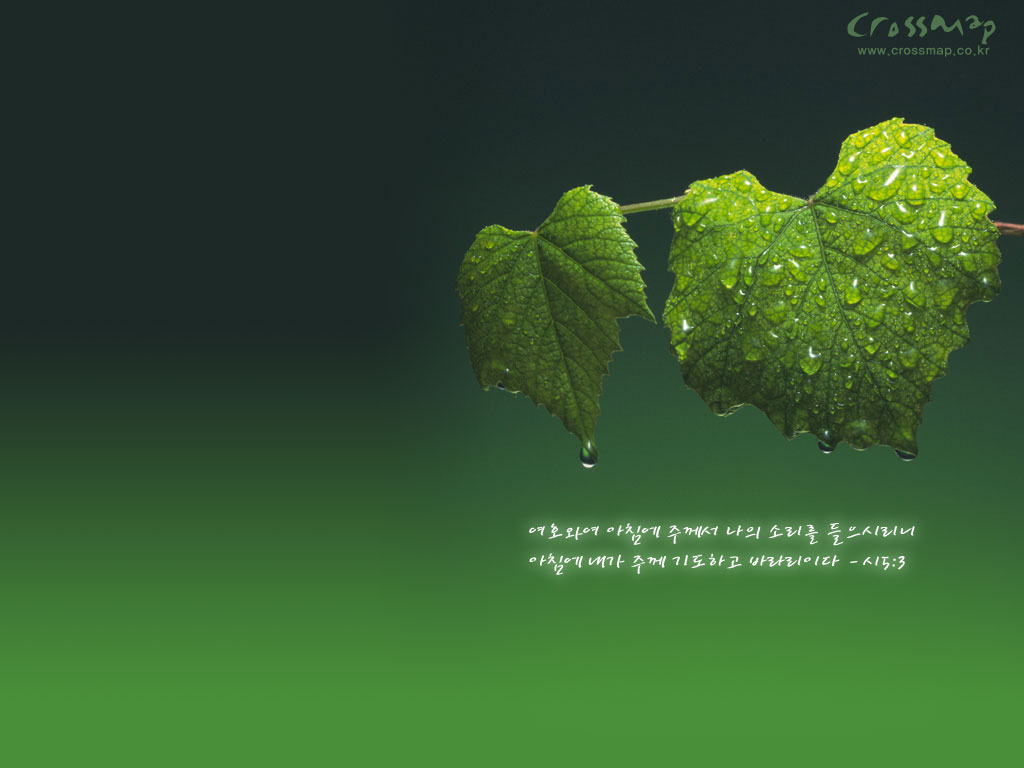 crossmap
www.crossmap.co.kr
여호와여 아침에 주께서 나의 소리를 들으시리니
아침에 내가 주께 기도하고 바라리이다 - 시5:3